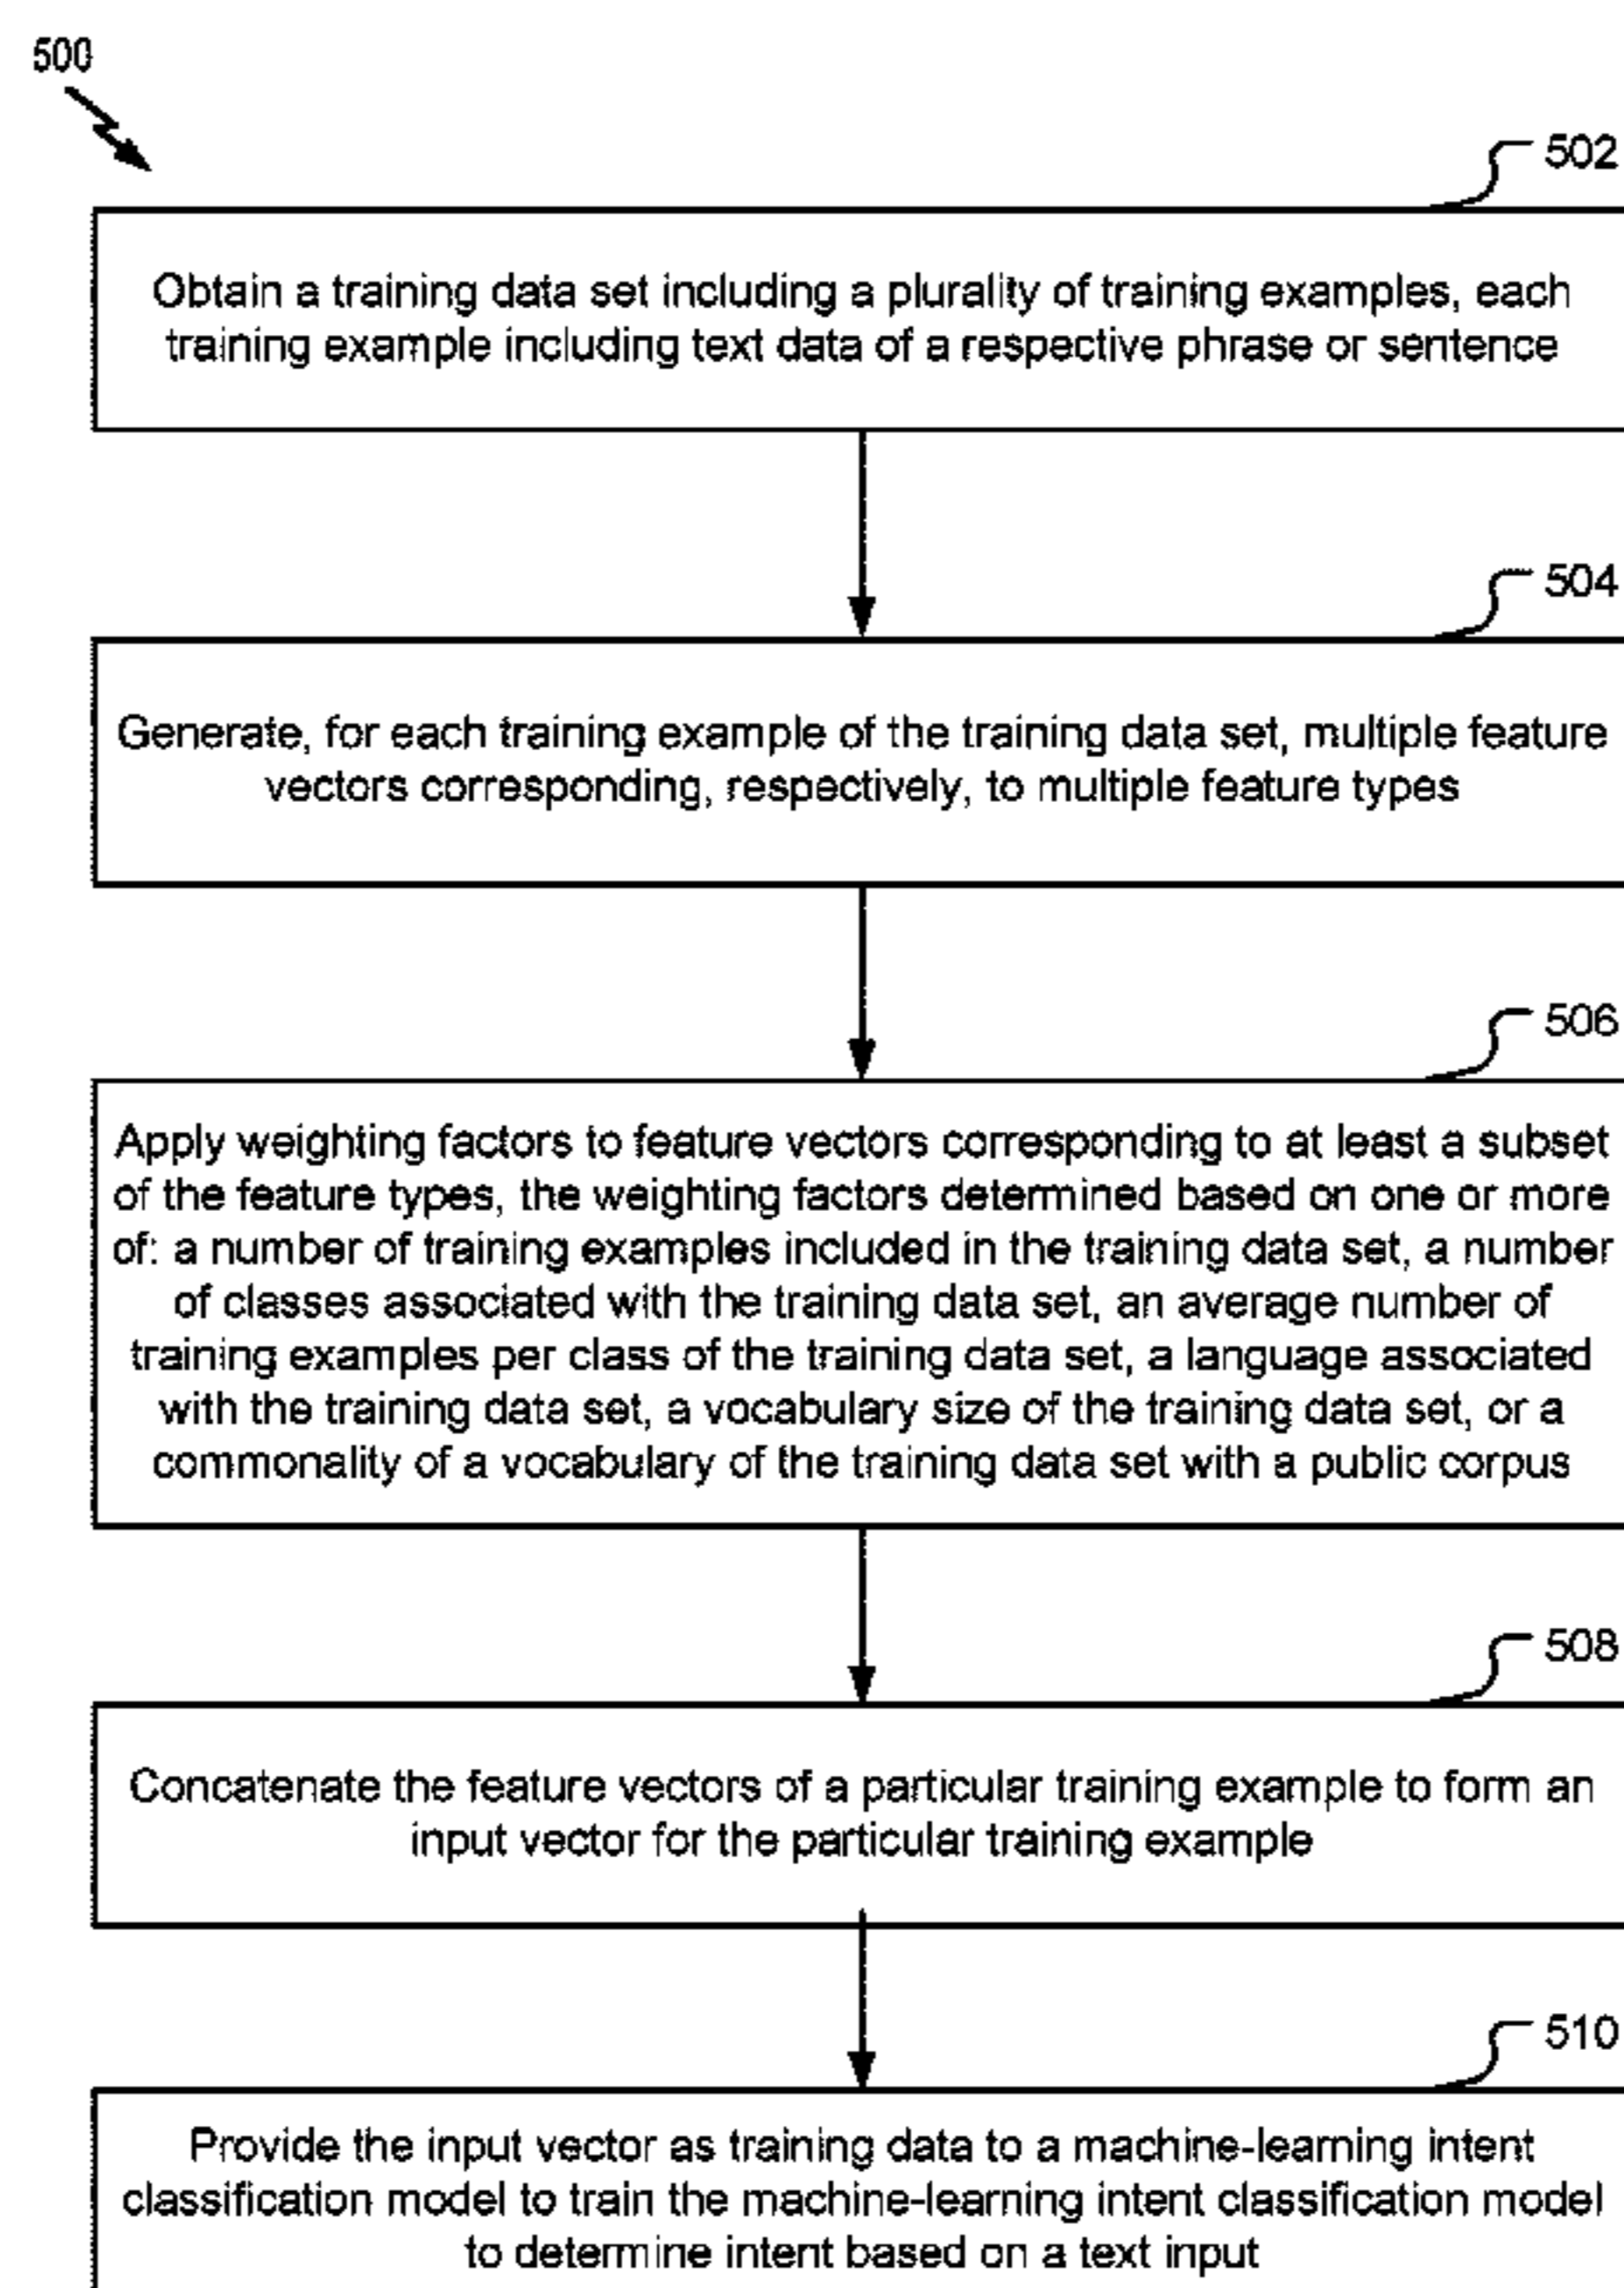 500
502
Obtain a training data set including a plurality of training examples, each
training example including text data of a respective phrase or sentence
504
Generate, for each training example of the training data set, multiple feature
vectors corresponding, respectively, to multiple feature types
506
Apply weighting factors to feature vectors corresponding to at least a subset
of the feature types, the weighting factors determined based on one or more
of: a number of training examples included in the training data set, a number
of classes associated with the training data set, an average number of
training examples per class of the training data set, a language associated
with the training data set, a vocabulary size of the training data set, or a
commonality of a vocabulary of the training data set with a public corpus
508
Concatenate the feature vectors of a particular training example to form an
input vector for the particular training example
510
Provide the input vector as training data to a machine-learning intent
classification model to train the machine-learning intent classification model
to determine intent based on a text input